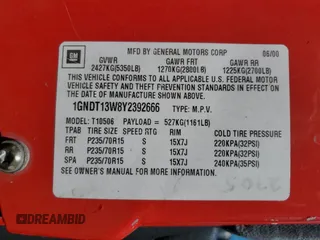 GM
MFD BY GENERAL MOTORS CORP 06/00
GVWR GAWR FRT GAWR RR
2427KG(5350LB) 1270KG(2800LB) 1225KG(2700LB)
THIS VEHICLE CONFORMS TO ALL APPLICABLE U.S. FEDERAL MOTOR
VEHICLE SAFETY AND THEFT PREVENTION STANDARDS IN EFFECT ON THE
DATE OF MANUFACTURE SHOWN ABOVE.
1GNDT13W8Y2392666 TYPE: M.P.V.
MODEL: T10506 PAYLOAD = 527KG(1161LB)
TPAB TIRE SIZE SPEED RTG RIM COLD TIRE PRESSURE
FRT P235/70R15 S 15X7J 220KPA(32PSI)
RR P235/70R15 S 15X7J 220KPA(32PSI)
SPA P235/70R15 S 15X7J 240KPA(35PSI)
SEE OWNER'S MANUAL FOR MORE INFORMATION.
DREAMBID